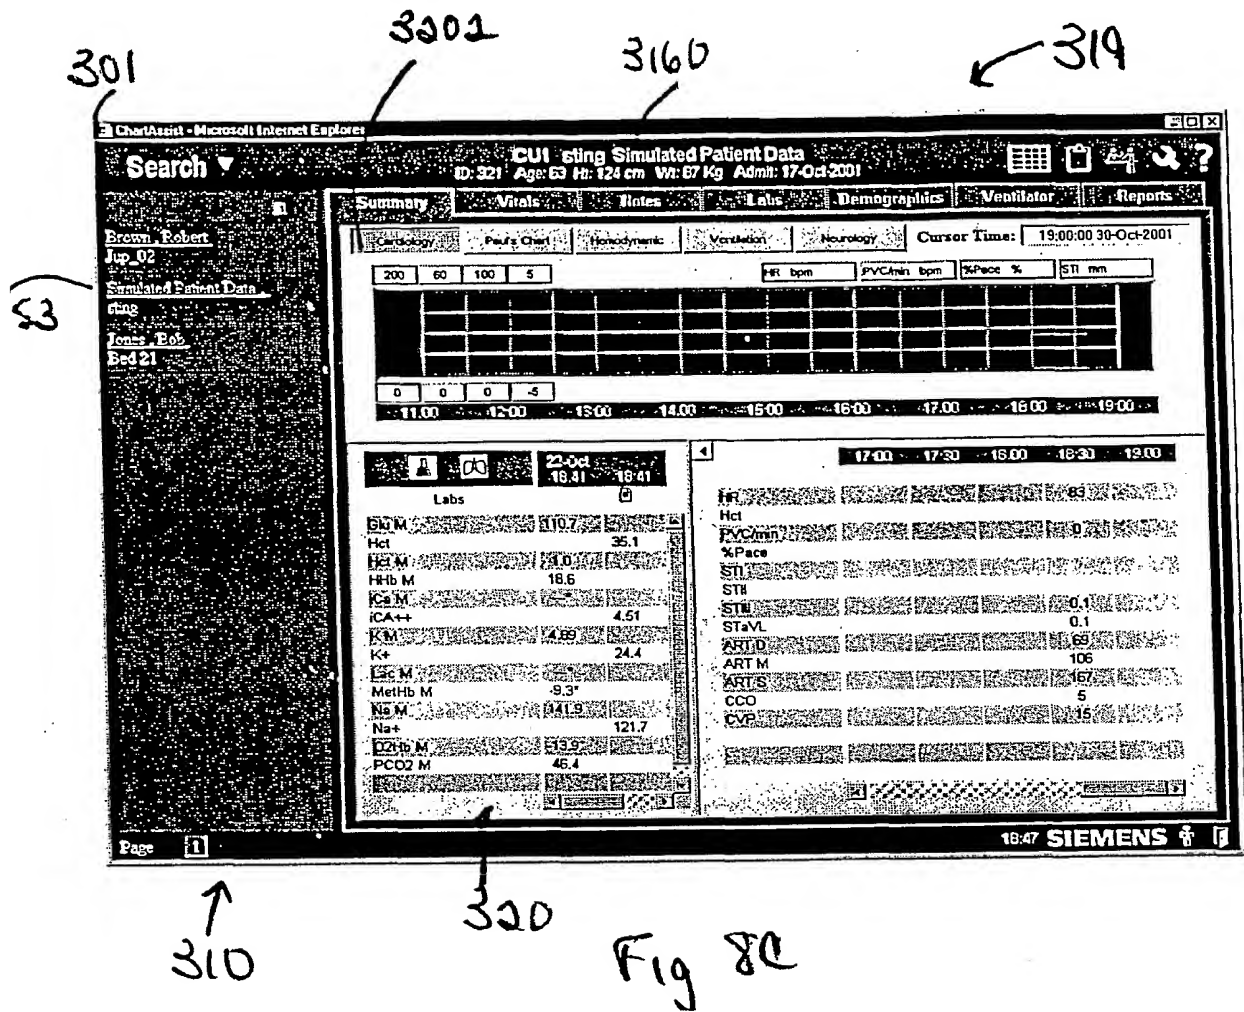 3202
301
3160
319
ChartAssist - Microsoft Internet Explorer
Search
CU1 sting Simulated Patient Data
ID: 321 Age: 63 Ht: 124 cm Wt: 67 Kg Admit: 17-Oct-2001
?
Summary Vitals Notes Labs Demographics Ventilator Reports
Cardiology Paul's Chart Hemodynamic Ventilation Neurology Cursor Time: 19:00:00 30-Oct-2001
Brown, Robert
Jup_02
Simulated Patient Data
sting
Jones, Bob
Bed 21
53
200 60 100 5 HR bpm PVC/min bpm %Pace % STI mm
0 0 0 -5
11:00 12:00 13:00 14:00 15:00 16:00 17:00 18:00 19:00
22-Oct
18:41 18:41
Labs
Glu M 110.7
Hct 35.1
Hct M 1.0
HHb M 18.6
iCa M
iCA++ 4.51
K M 4.69
K+ 24.4
Lac M
MetHb M -9.3*
Na M 141.9
Na+ 121.7
O2Hb M -13.9*
PCO2 M 46.4
17:00 17:30 18:00 18:30 19:00
HR 83
Hct
PVC/min 0
%Pace
STI
STII
STIII 0.1
STaVL 0.1
ART D 69
ART M 106
ART S 167
CCO 5
CVP 15
Page 1
18:47 SIEMENS
310
320
Fig 8C